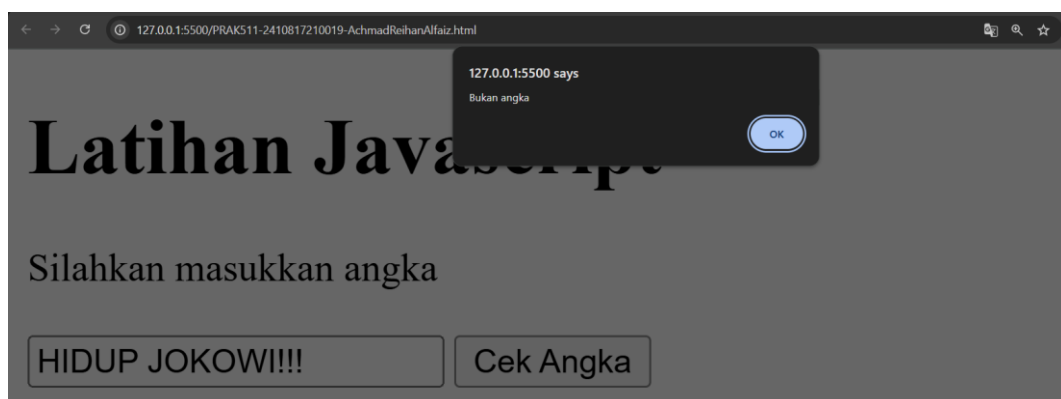 127.0.0.1:5500/PRAK511-2410817210019-AchmadReihanAlfaiz.html
127.0.0.1:5500 says
Bukan angka
OK
Latihan Javascript
Silahkan masukkan angka
HIDUP JOKOWI!!! Cek Angka